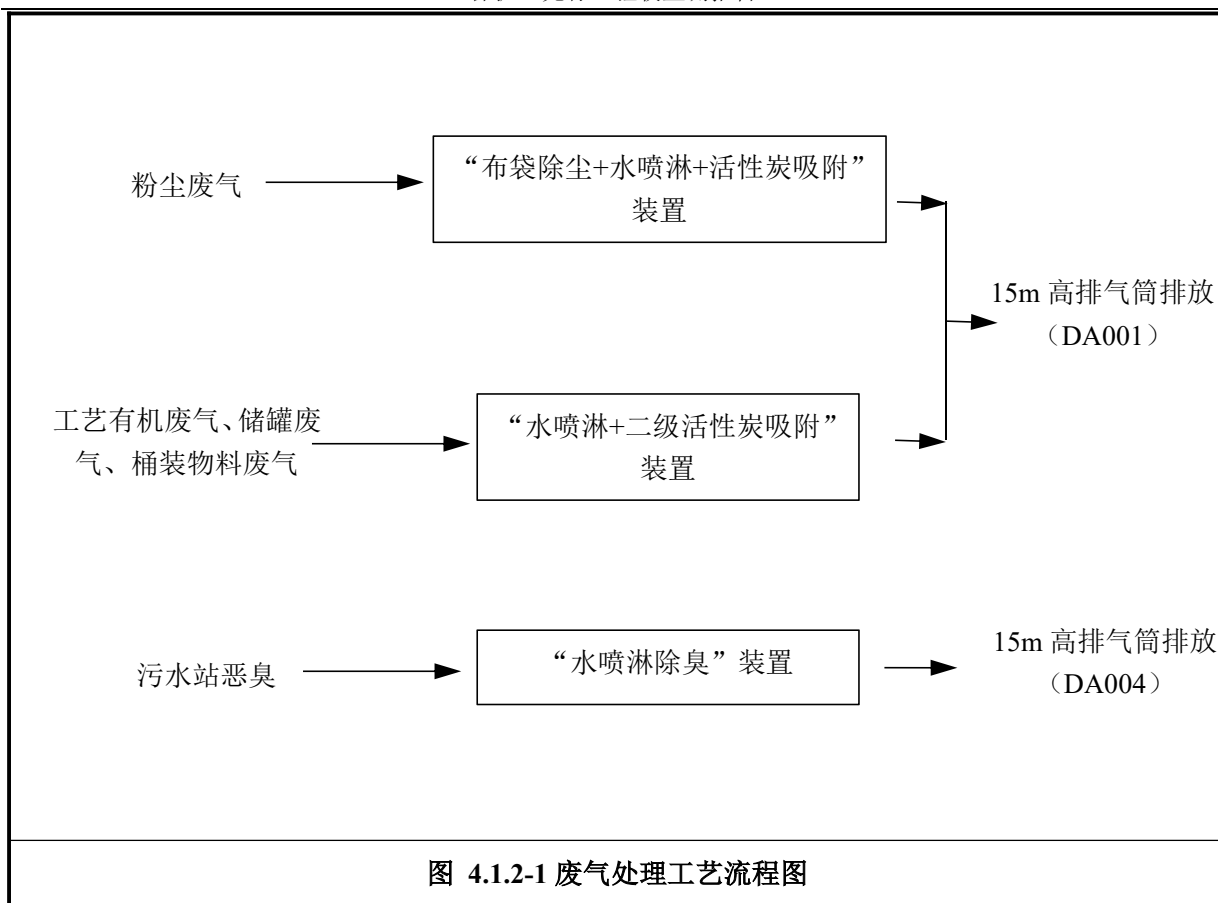 粉尘废气
“布袋除尘+水喷淋+活性炭吸附”
装置
15m 高排气筒排放
（DA001）
工艺有机废气、储罐废
气、桶装物料废气
“水喷淋+二级活性炭吸附”
装置
污水站恶臭
“水喷淋除臭”装置
15m 高排气筒排放
（DA004）
图 4.1.2-1 废气处理工艺流程图